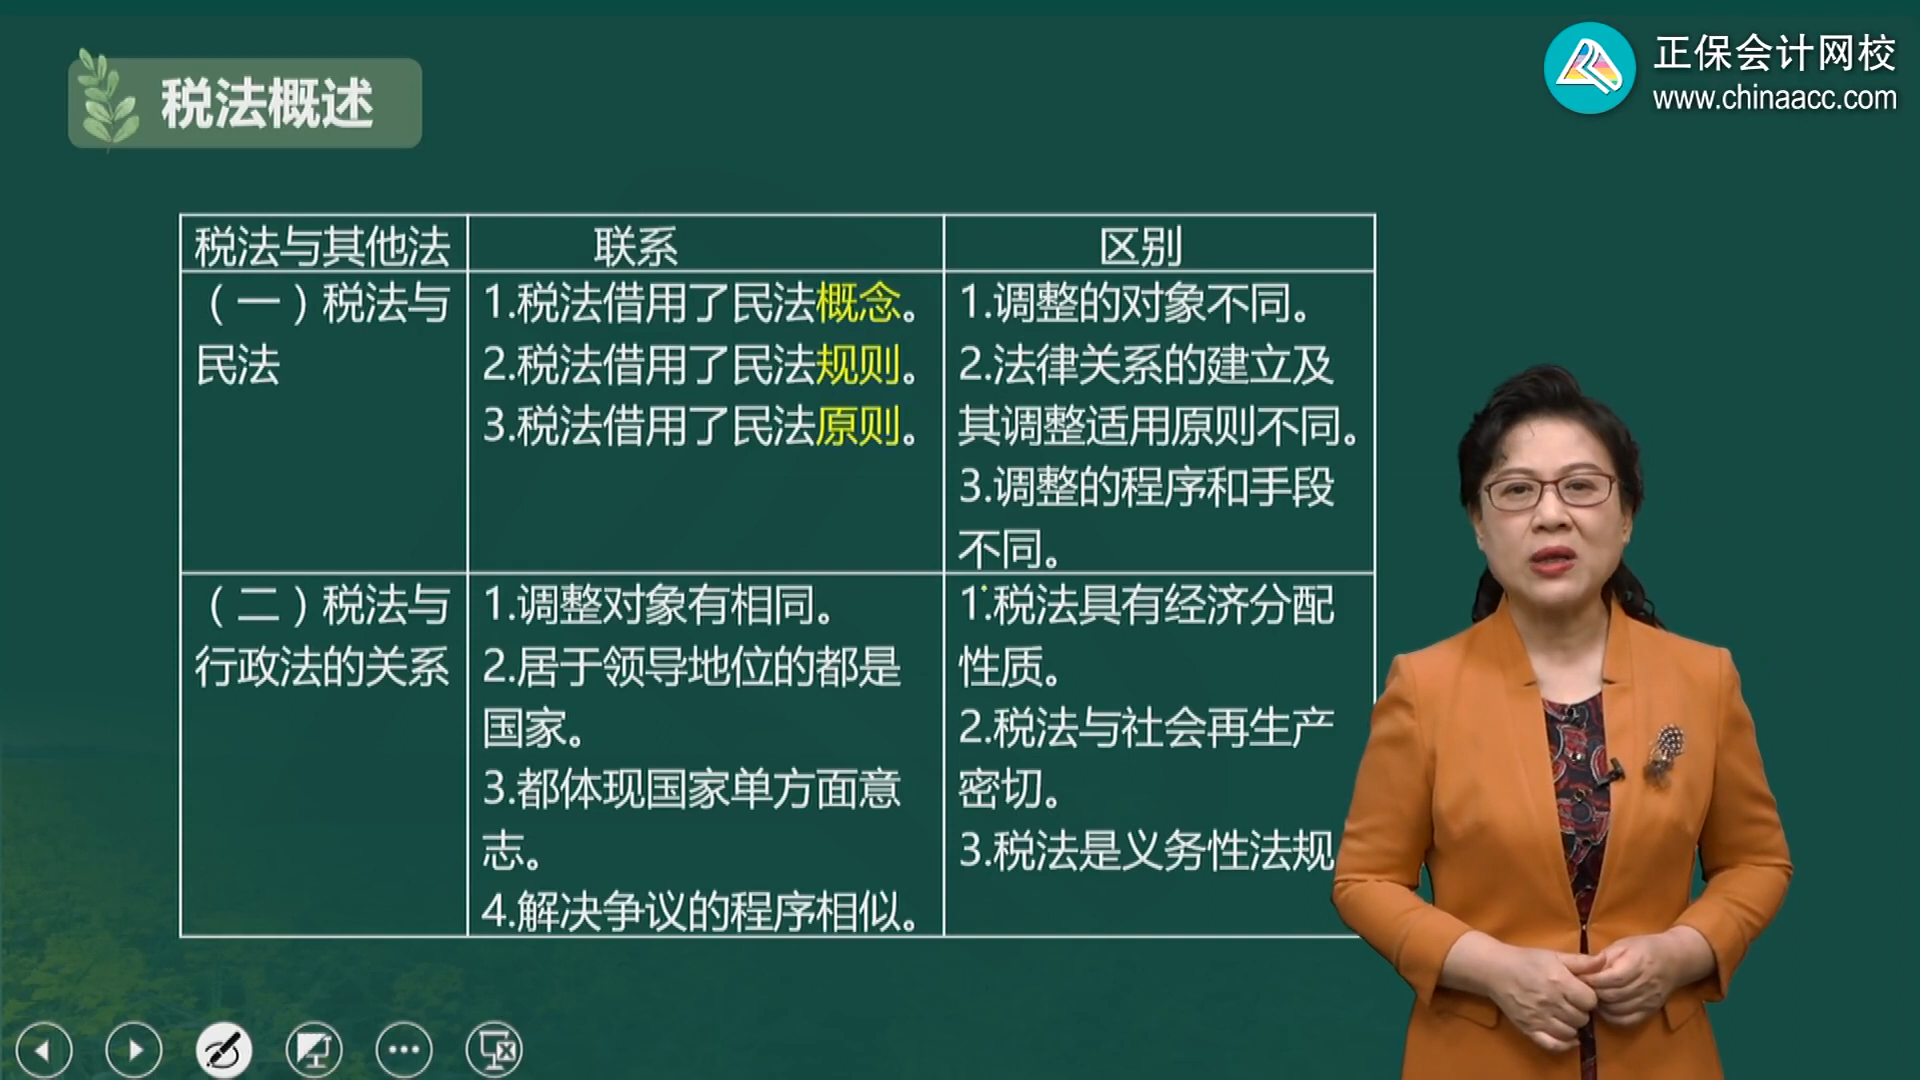 正保会计网校
www.chinaacc.com
税法概述
税法与其他法
联系
区别
（一）税法与
民法
1.税法借用了民法概念。
2.税法借用了民法规则。
3.税法借用了民法原则。
1.调整的对象不同。
2.法律关系的建立及
其调整适用原则不同。
3.调整的程序和手段
不同。
（二）税法与
行政法的关系
1.调整对象有相同。
2.居于领导地位的都是
国家。
3.都体现国家单方面意
志。
4.解决争议的程序相似。
1.税法具有经济分配
性质。
2.税法与社会再生产
密切。
3.税法是义务性法规